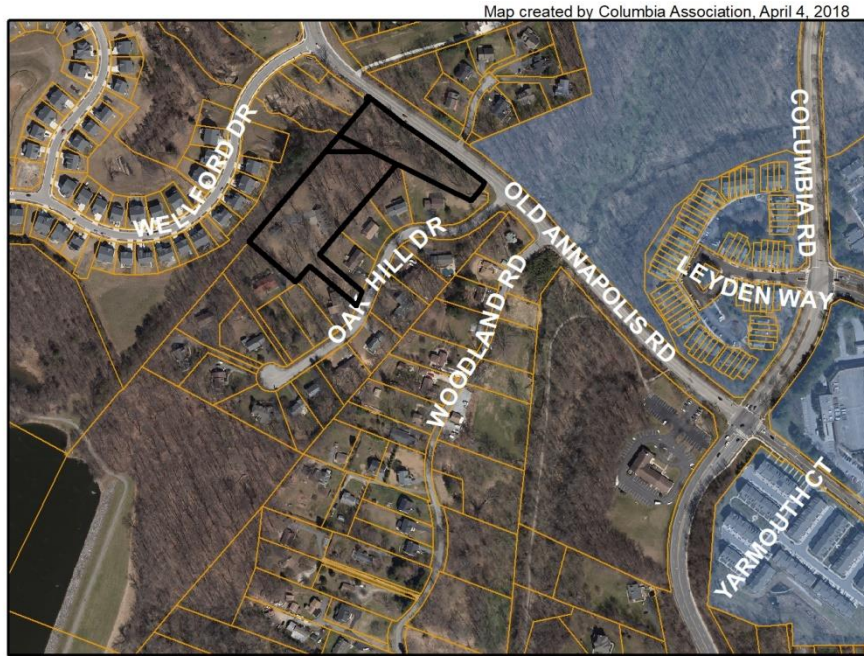 Map created by Columbia Association, April 4, 2018
WELLFORD DR
COLUMBIA RD
OLD ANNAPOLIS RD
LEYDEN WAY
OAK HILL DR
WOODLAND RD
YARMOUTH CT